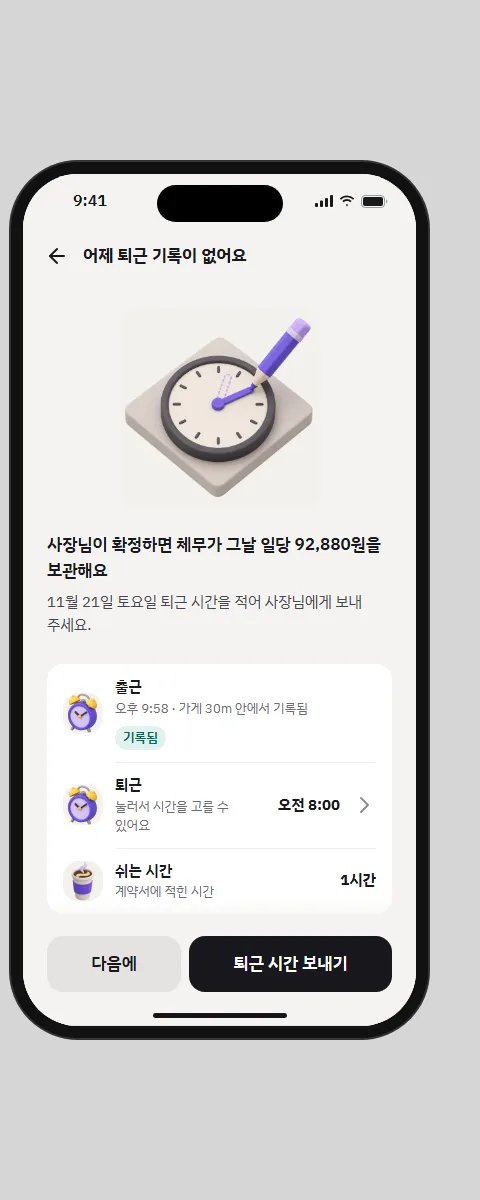 9:41
어제 퇴근 기록이 없어요
사장님이 확정하면 체무가 그날 일당 92,880원을
보관해요
11월 21일 토요일 퇴근 시간을 적어 사장님에게 보내
주세요.
출근
오후 9:58 · 가게 30m 안에서 기록됨
기록됨
퇴근
눌러서 시간을 고를 수
있어요
오전 8:00
쉬는 시간
계약서에 적힌 시간
1시간
다음에
퇴근 시간 보내기